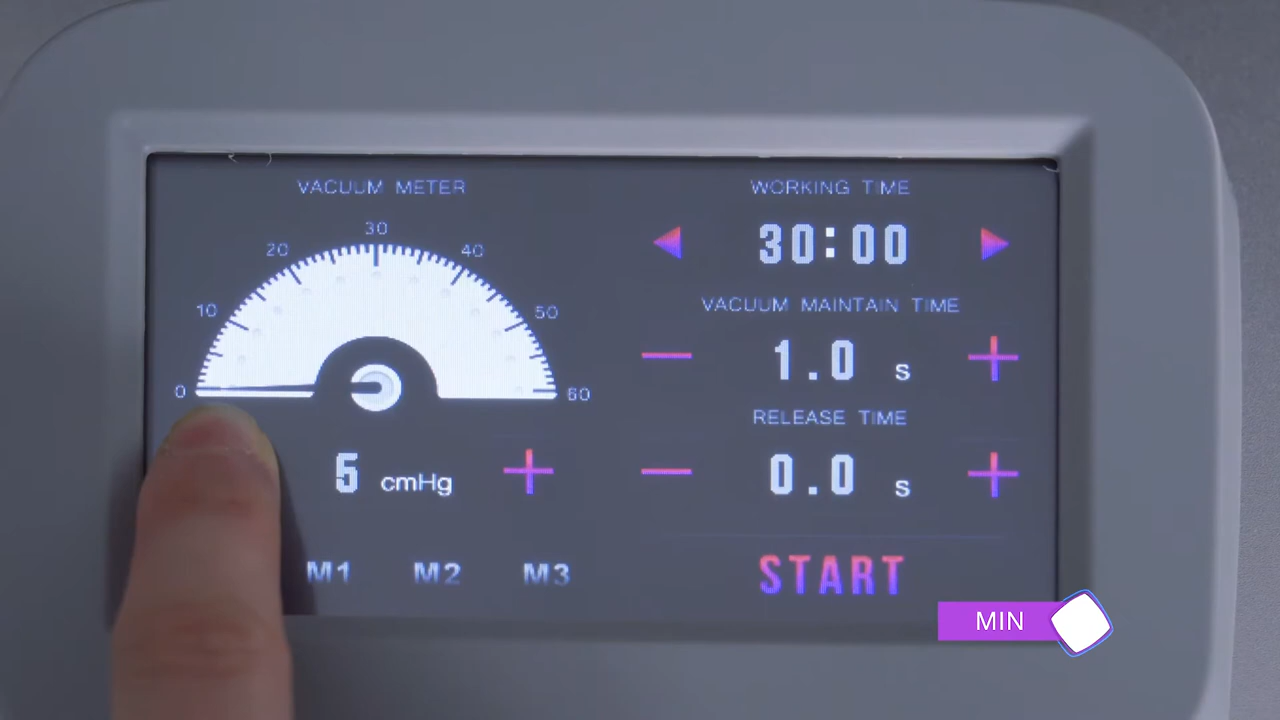 VACUUM METER
0
10
20
30
40
50
60
5 cmHg +
M1 M2 M3
WORKING TIME
30:00
VACUUM MAINTAIN TIME
− 1.0 s +
RELEASE TIME
− 0.0 s +
START
MIN